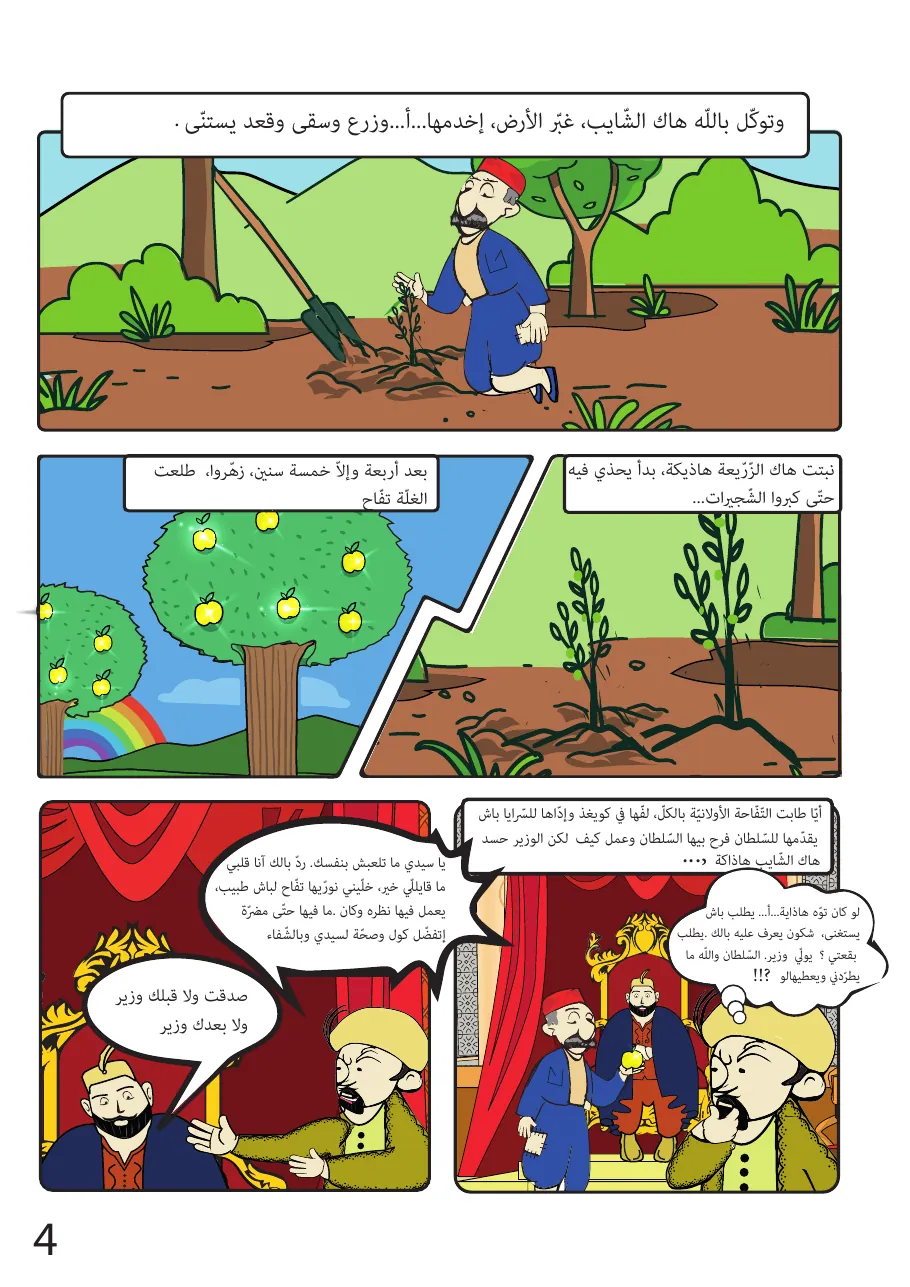 وتوكّل باللّه هاك الشّايب، غبّر الأرض، إخدمها...أ...وزرع وسقى وقعد يستنّى .
نبتت هاك الزّرّيعة هاذيكة، بدأ يحذي فيه
حتّى كبروا الشّجيرات...
بعد أربعة وإلاّ خمسة سنين، زهّروا، طلعت
الغلّة تفّاح
أيّا طابت التّفّاحة الأولانيّة بالكلّ، لفّها في كويغذ وإدّاها للسّرايا باش
يقدّمها للسّلطان فرح بيها السّلطان وعمل كيف لكن الوزير حسد
هاك الشّايب هاذاكة و...
لو كان توّه هاذاية...أ... يطلب باش
يستغنى، شكون يعرف عليه بالك .يطلب
بقعتي ؟ يولّي وزير. السّلطان واللّه ما
يطرّدني ويعطيهالو ?!!
يا سيدي ما تلعبش بنفسك. ردّ بالك آنا قلبي
ما قايللّي خير، خلّيني نورّيها تفّاح لباش طبيب،
يعمل فيها نظره وكان .ما فيها حتّى مضرّة
إتفضّل كول وصحّة لسيدي وبالشّفاء
صدقت ولا قبلك وزير
ولا بعدك وزير
4